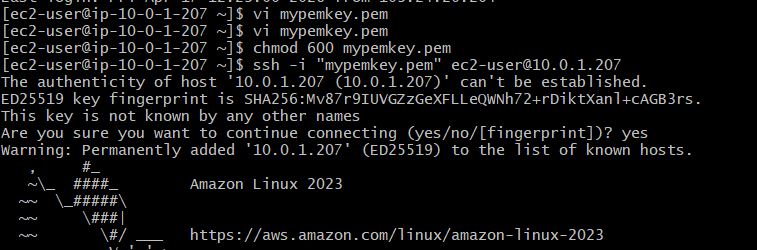 [ec2-user@ip-10-0-1-207 ~]$ vi mypemkey.pem
[ec2-user@ip-10-0-1-207 ~]$ vi mypemkey.pem
[ec2-user@ip-10-0-1-207 ~]$ chmod 600 mypemkey.pem
[ec2-user@ip-10-0-1-207 ~]$ ssh -i "mypemkey.pem" ec2-user@10.0.1.207
The authenticity of host '10.0.1.207 (10.0.1.207)' can't be established.
ED25519 key fingerprint is SHA256:Mv87r9IUVGZzGeXFLLeQWNh72+rDiktXanl+cAGB3rs.
This key is not known by any other names
Are you sure you want to continue connecting (yes/no/[fingerprint])? yes
Warning: Permanently added '10.0.1.207' (ED25519) to the list of known hosts.
   ,     #_
   ~\_  ####_        Amazon Linux 2023
  ~~  \_#####\
  ~~     \###|
  ~~       \#/ ___   https://aws.amazon.com/linux/amazon-linux-2023